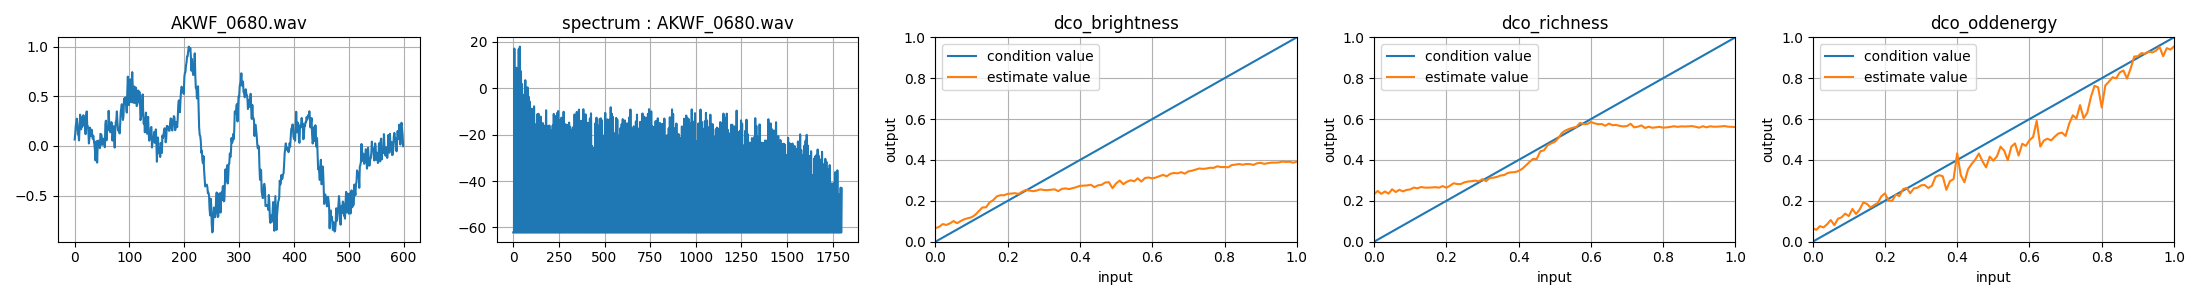 AKWF_0680.wav
1.0
0.5
0.0
−0.5
0 100 200 300 400 500 600
spectrum : AKWF_0680.wav
20
0
−20
−40
−60
0 250 500 750 1000 1250 1500 1750
dco_brightness
condition value
estimate value
output
1.0
0.8
0.6
0.4
0.2
0.0
0.0 0.2 0.4 0.6 0.8 1.0
input
dco_richness
condition value
estimate value
output
1.0
0.8
0.6
0.4
0.2
0.0
0.0 0.2 0.4 0.6 0.8 1.0
input
dco_oddenergy
condition value
estimate value
output
1.0
0.8
0.6
0.4
0.2
0.0
0.0 0.2 0.4 0.6 0.8 1.0
input